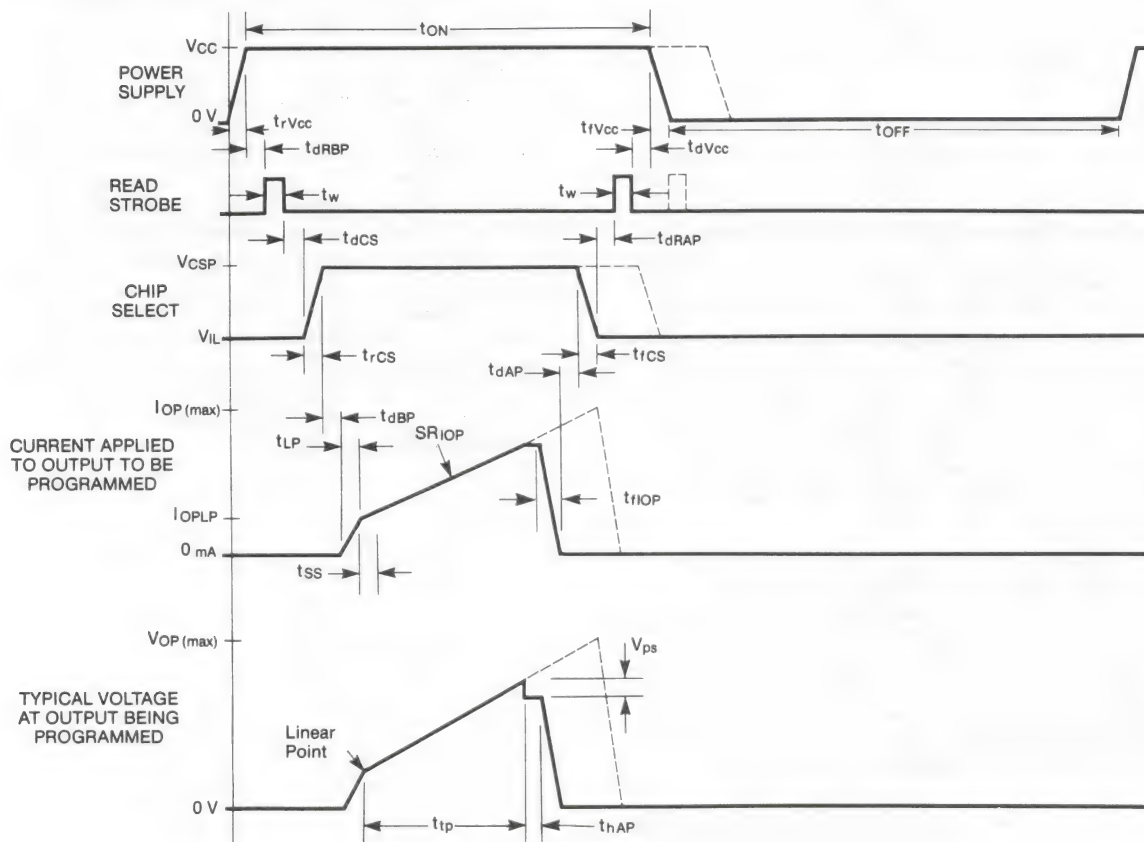 tON
VCC
POWER
SUPPLY
0 V
trVcc
tfVcc
tOFF
tdRBP
tdVcc
READ
STROBE
tw
tw
tdCS
tdRAP
VCSP
CHIP
SELECT
VIL
trCS
tfCS
tdAP
IOP (max)
tdBP
tLP
SRIOP
CURRENT APPLIED
TO OUTPUT TO BE
PROGRAMMED
tfIOP
IOPLP
0 mA
tSS
VOP (max)
Vps
TYPICAL VOLTAGE
AT OUTPUT BEING
PROGRAMMED
Linear
Point
0 V
ttp
thAP